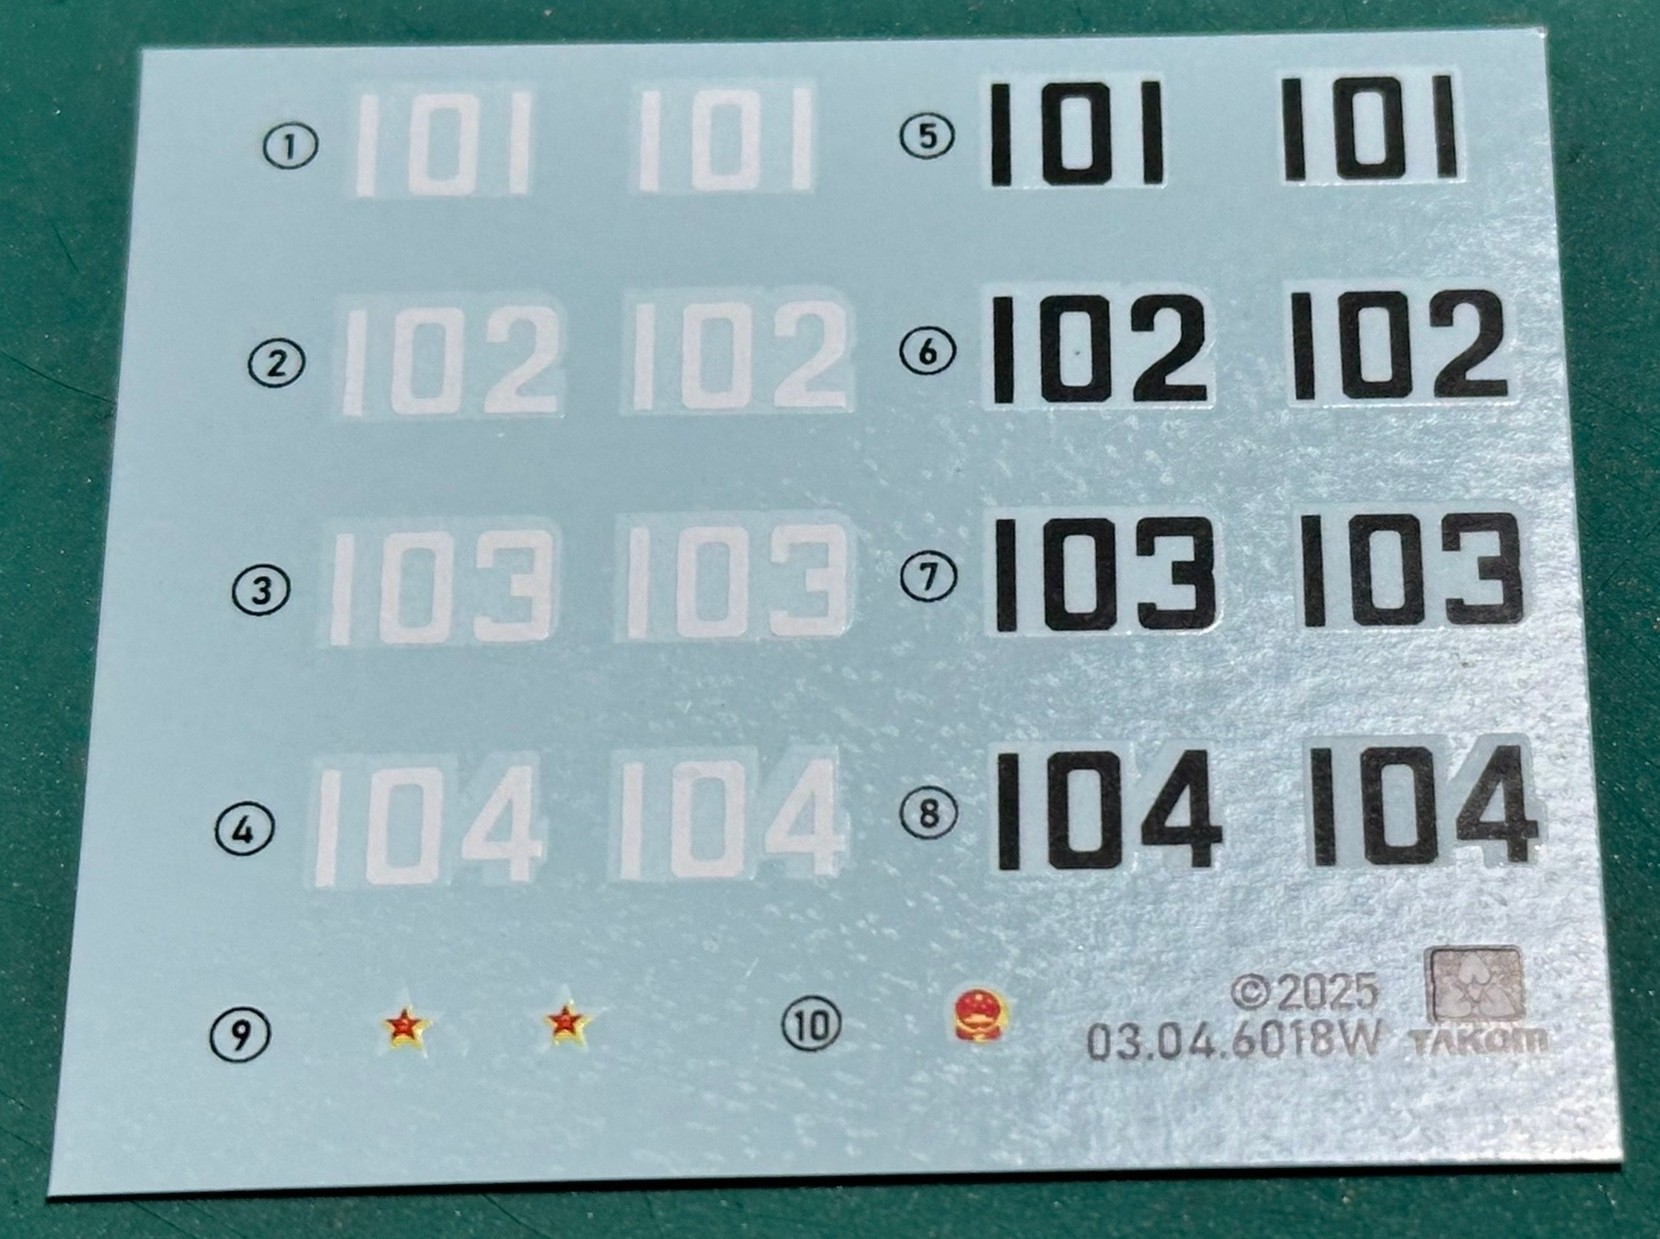 ① 101 101 ⑤ 101 101
② 102 102 ⑥ 102 102
③ 103 103 ⑦ 103 103
④ 104 104 ⑧ 104 104
⑨ ⑩ ©2025
03.04.6018W TAKOM